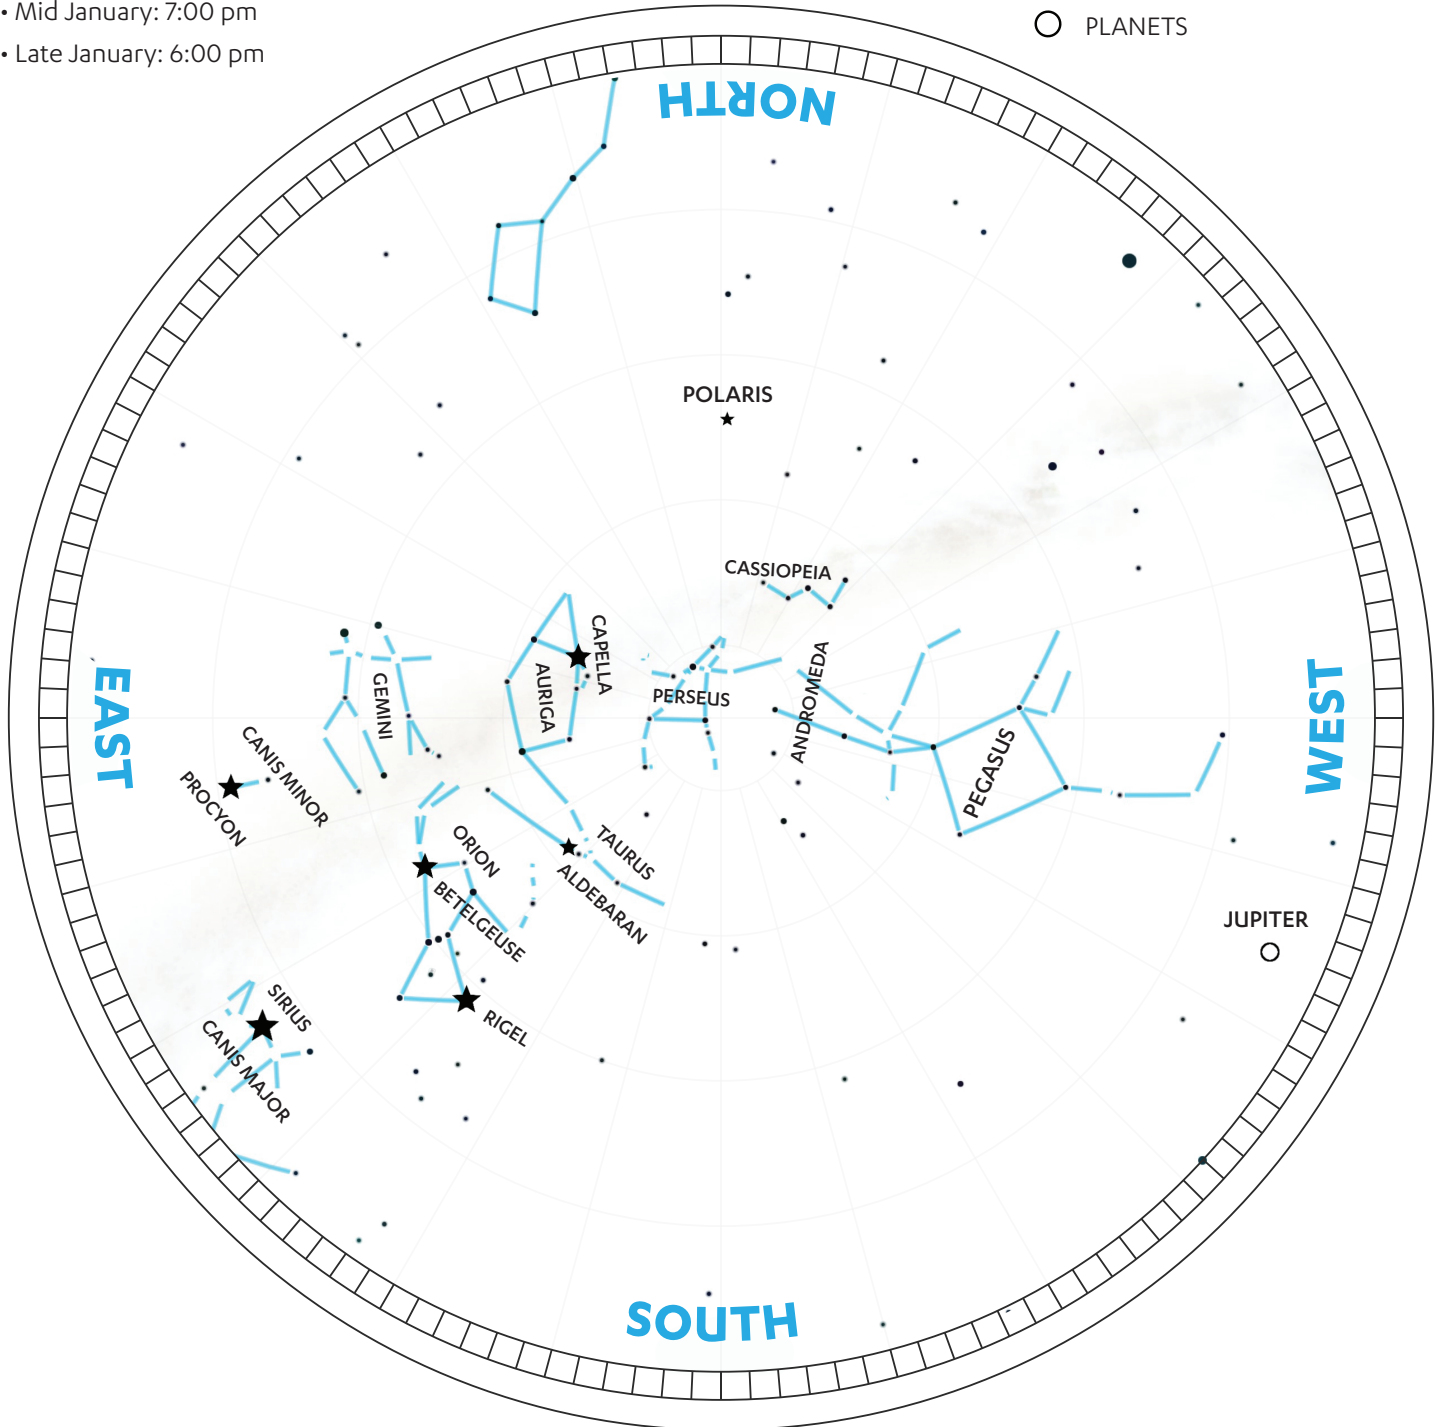 • Mid January: 7:00 pm
• Late January: 6:00 pm
PLANETS
NORTH
POLARIS
CASSIOPEIA
CAPELLA
AURIGA
PERSEUS
ANDROMEDA
GEMINI
EAST
WEST
CANIS MINOR
PROCYON
PEGASUS
ORION
TAURUS
BETELGEUSE
ALDEBARAN
JUPITER
SIRIUS
RIGEL
CANIS MAJOR
SOUTH